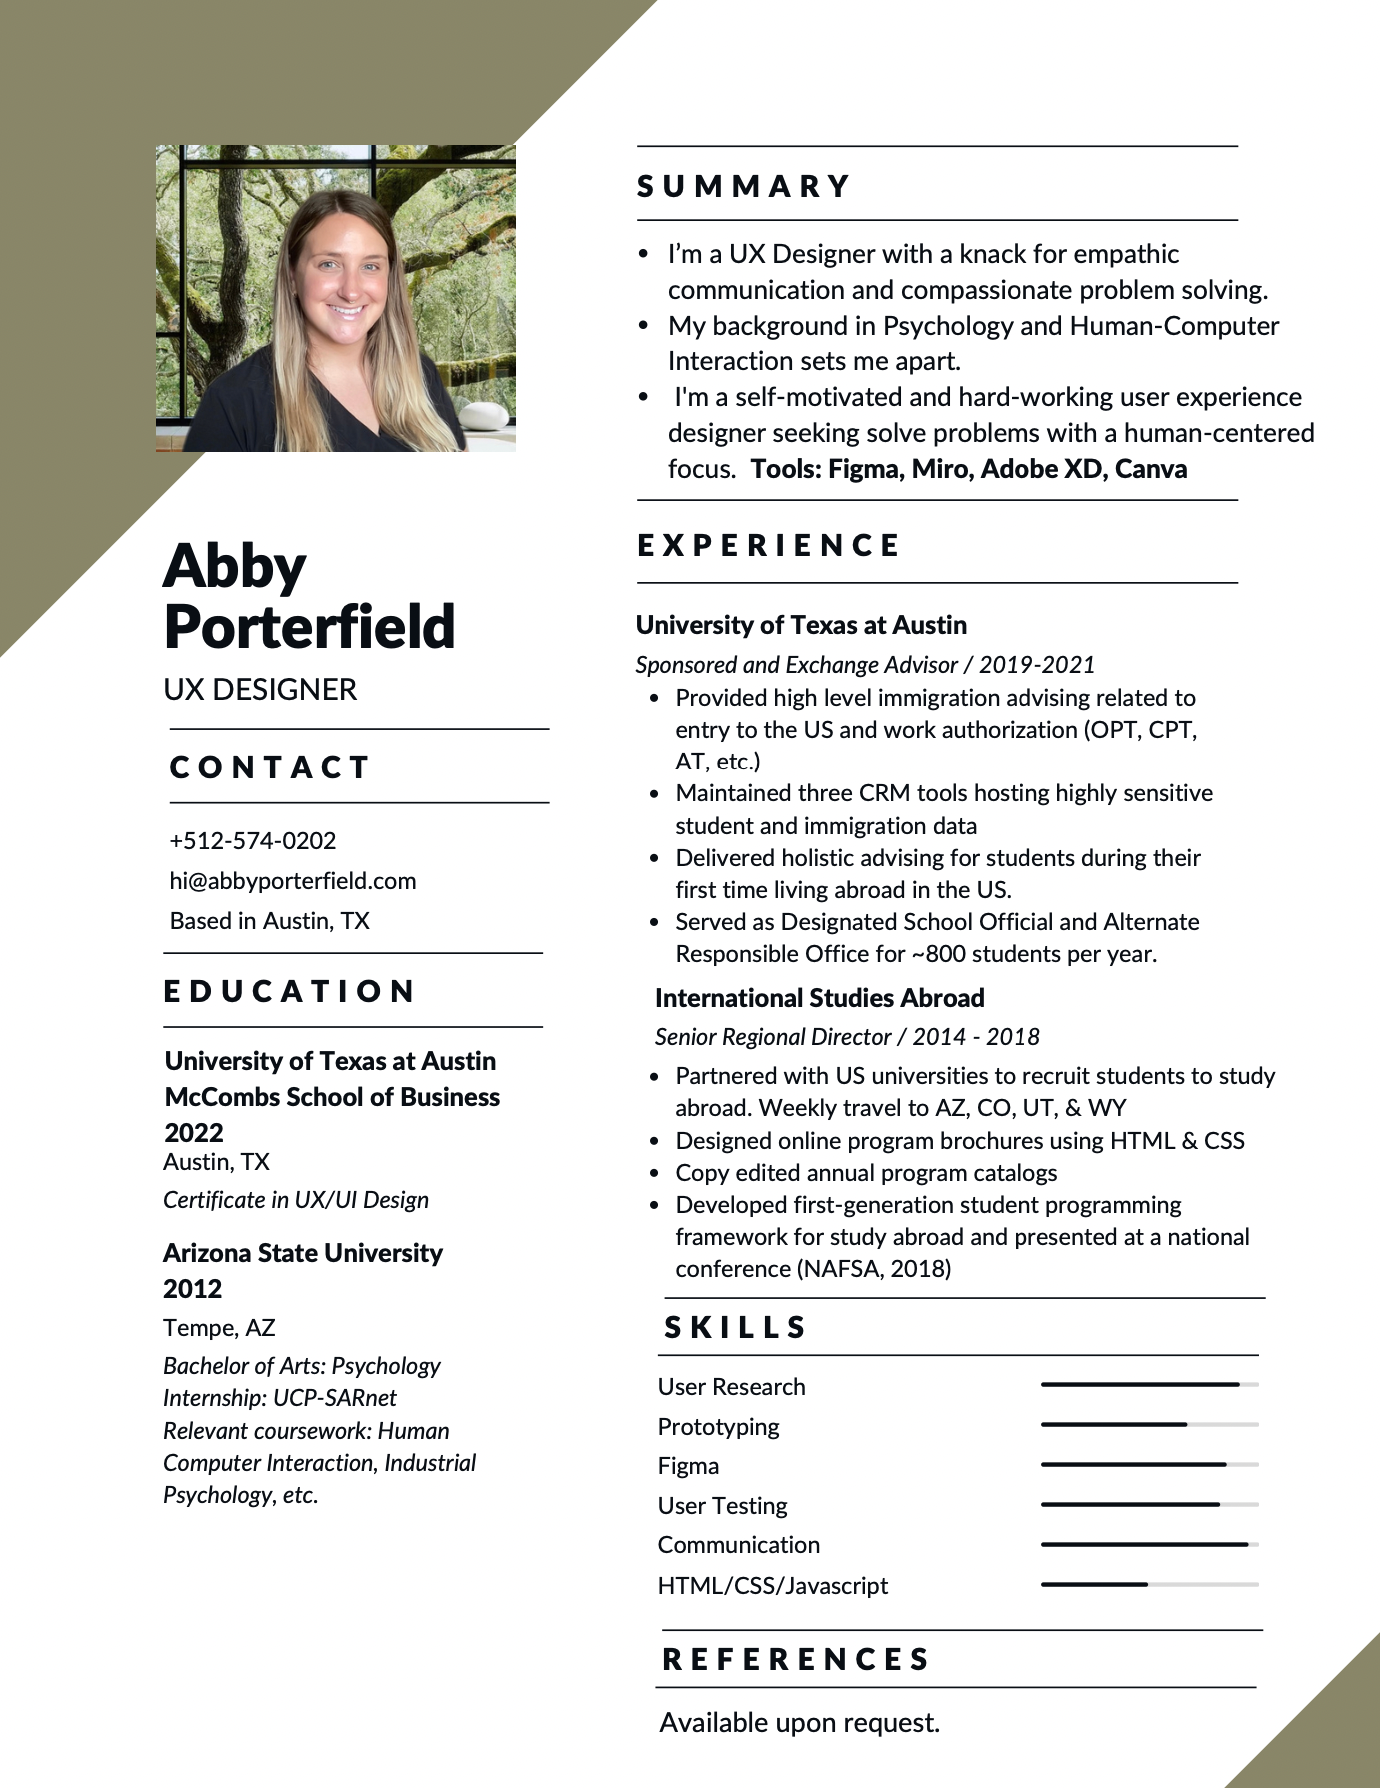 Abby
Porterfield
UX DESIGNER
CONTACT
+512-574-0202
hi@abbyporterfield.com
Based in Austin, TX
EDUCATION
University of Texas at Austin
McCombs School of Business
2022
Austin, TX
Certificate in UX/UI Design
Arizona State University
2012
Tempe, AZ
Bachelor of Arts: Psychology
Internship: UCP-SARnet
Relevant coursework: Human
Computer Interaction, Industrial
Psychology, etc.
SUMMARY
• I’m a UX Designer with a knack for empathic
communication and compassionate problem solving.
• My background in Psychology and Human-Computer
Interaction sets me apart.
• I'm a self-motivated and hard-working user experience
designer seeking solve problems with a human-centered
focus. Tools: Figma, Miro, Adobe XD, Canva
EXPERIENCE
University of Texas at Austin
Sponsored and Exchange Advisor / 2019-2021
• Provided high level immigration advising related to
entry to the US and work authorization (OPT, CPT,
AT, etc.)
• Maintained three CRM tools hosting highly sensitive
student and immigration data
• Delivered holistic advising for students during their
first time living abroad in the US.
• Served as Designated School Official and Alternate
Responsible Office for ~800 students per year.
International Studies Abroad
Senior Regional Director / 2014 - 2018
• Partnered with US universities to recruit students to study
abroad. Weekly travel to AZ, CO, UT, & WY
• Designed online program brochures using HTML & CSS
• Copy edited annual program catalogs
• Developed first-generation student programming
framework for study abroad and presented at a national
conference (NAFSA, 2018)
SKILLS
User Research
Prototyping
Figma
User Testing
Communication
HTML/CSS/Javascript
REFERENCES
Available upon request.